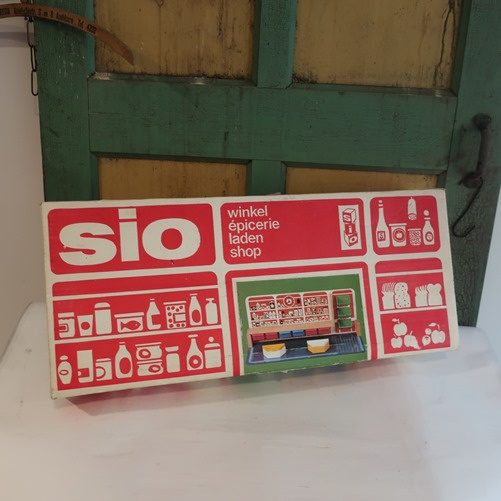 sio
winkel
épicerie
laden
shop
sio